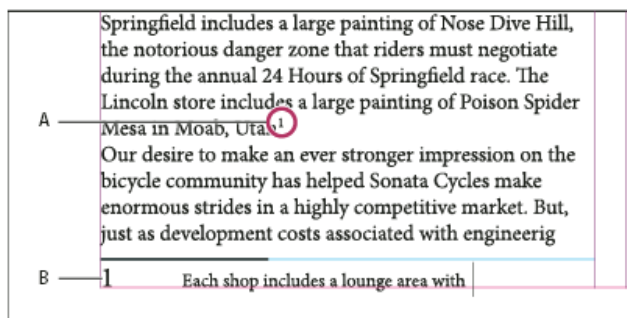 Springfield includes a large painting of Nose Dive Hill,
the notorious danger zone that riders must negotiate
during the annual 24 Hours of Springfield race. The
Lincoln store includes a large painting of Poison Spider
A Mesa in Moab, Utah¹
Our desire to make an ever stronger impression on the
bicycle community has helped Sonata Cycles make
enormous strides in a highly competitive market. But,
just as development costs associated with engineerig
B 1 Each shop includes a lounge area with